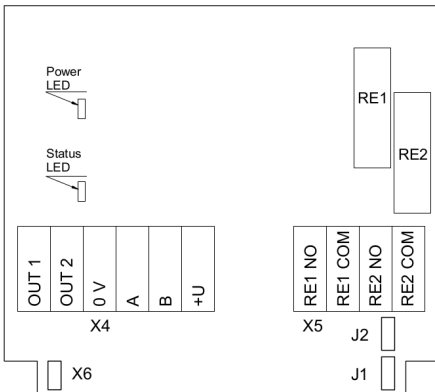 Power
LED
RE1
RE2
Status
LED
OUT 1
OUT 2
0 V
A
B
+U
RE1 NO
RE1 COM
RE2 NO
RE2 COM
X4
X5
J2
X6
J1